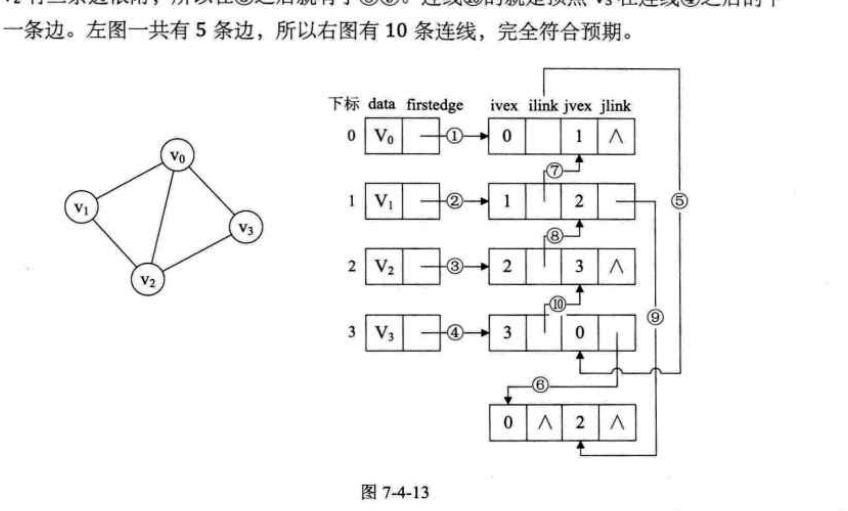 一条边。左图一共有 5 条边，所以右图有 10 条连线，完全符合预期。
下标 data firstedge ivex ilink jvex jlink
0 V₀ ① 0 1 ∧
⑦
1 V₁ ② 1 2 ⑤
⑧
2 V₂ ③ 2 3 ∧
⑩ ⑨
3 V₃ ④ 3 0
⑥
0 ∧ 2 ∧
V₀
V₁
V₃
V₂
图 7-4-13